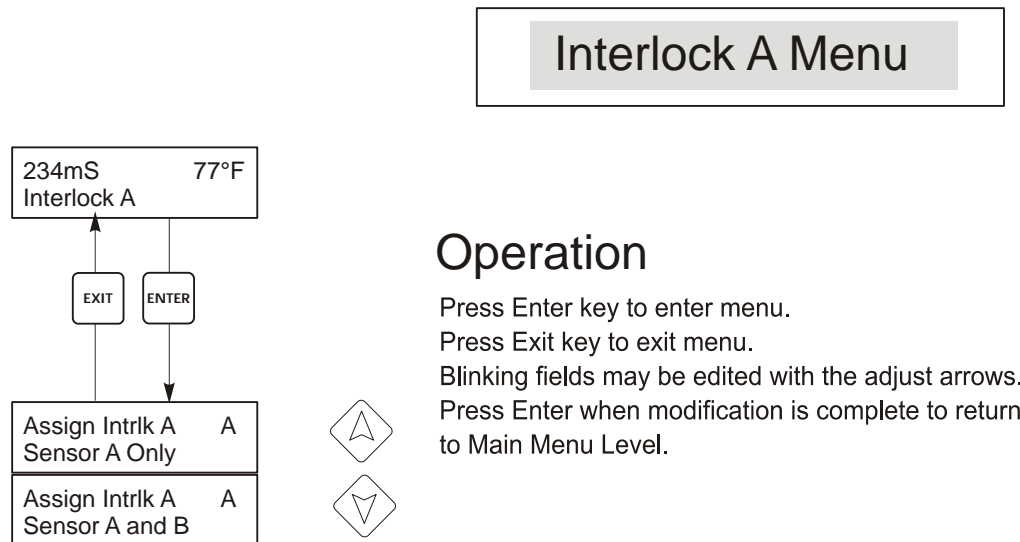 Interlock A Menu
234mS 77°F
Interlock A
EXIT ENTER
Assign Intrlk A A
Sensor A Only
Assign Intrlk A A
Sensor A and B
Operation
Press Enter key to enter menu.
Press Exit key to exit menu.
Blinking fields may be edited with the adjust arrows.
Press Enter when modification is complete to return
to Main Menu Level.